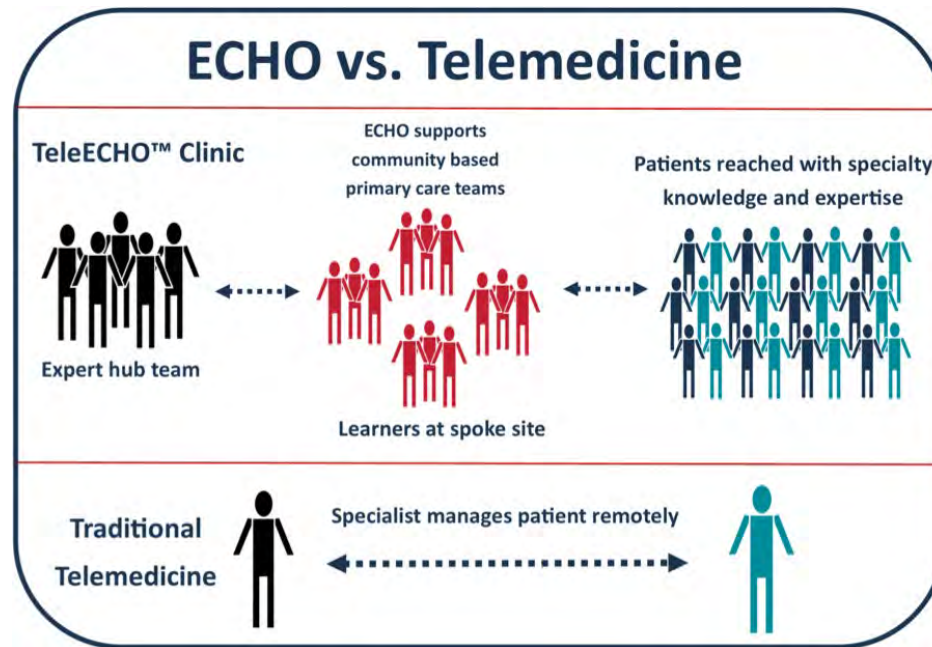 ECHO vs. Telemedicine
TeleECHO™ Clinic
Expert hub team
ECHO supports
community based
primary care teams
Learners at spoke site
Patients reached with specialty
knowledge and expertise
Traditional
Telemedicine
Specialist manages patient remotely